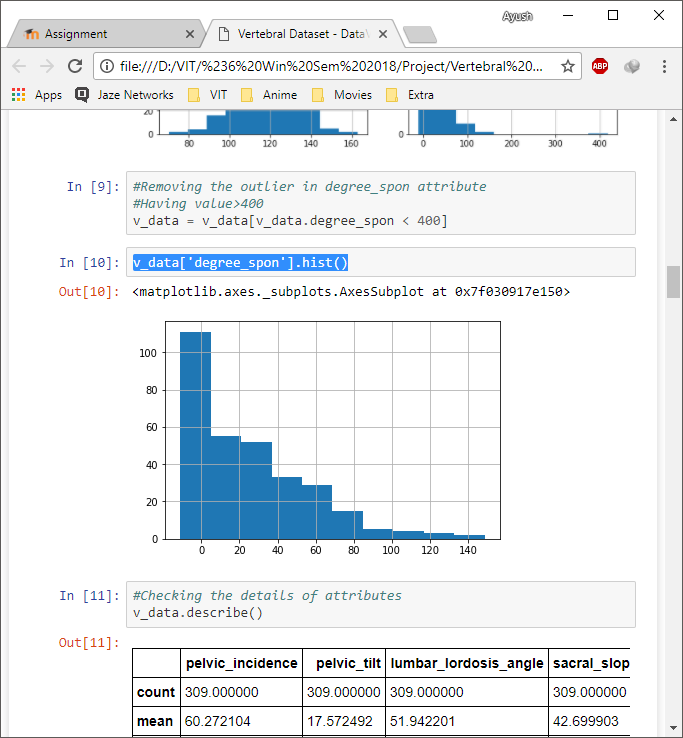 Ayush
Assignment
Vertebral Dataset - Data\
file:///D:/VIT/%236%20Win%20Sem%202018/Project/Vertebral%20...
ABP
Apps Jaze Networks VIT Anime Movies Extra
20
0 0
80 100 120 140 160 0 100 200 300 400
In [9]: #Removing the outlier in degree_spon attribute
#Having value>400
v_data = v_data[v_data.degree_spon < 400]
In [10]: v_data['degree_spon'].hist()
Out[10]: <matplotlib.axes._subplots.AxesSubplot at 0x7f030917e150>
100
80
60
40
20
0
0 20 40 60 80 100 120 140
In [11]: #Checking the details of attributes
v_data.describe()
Out[11]:
pelvic_incidence pelvic_tilt lumbar_lordosis_angle sacral_slop
count 309.000000 309.000000 309.000000 309.000000
mean 60.272104 17.572492 51.942201 42.699903